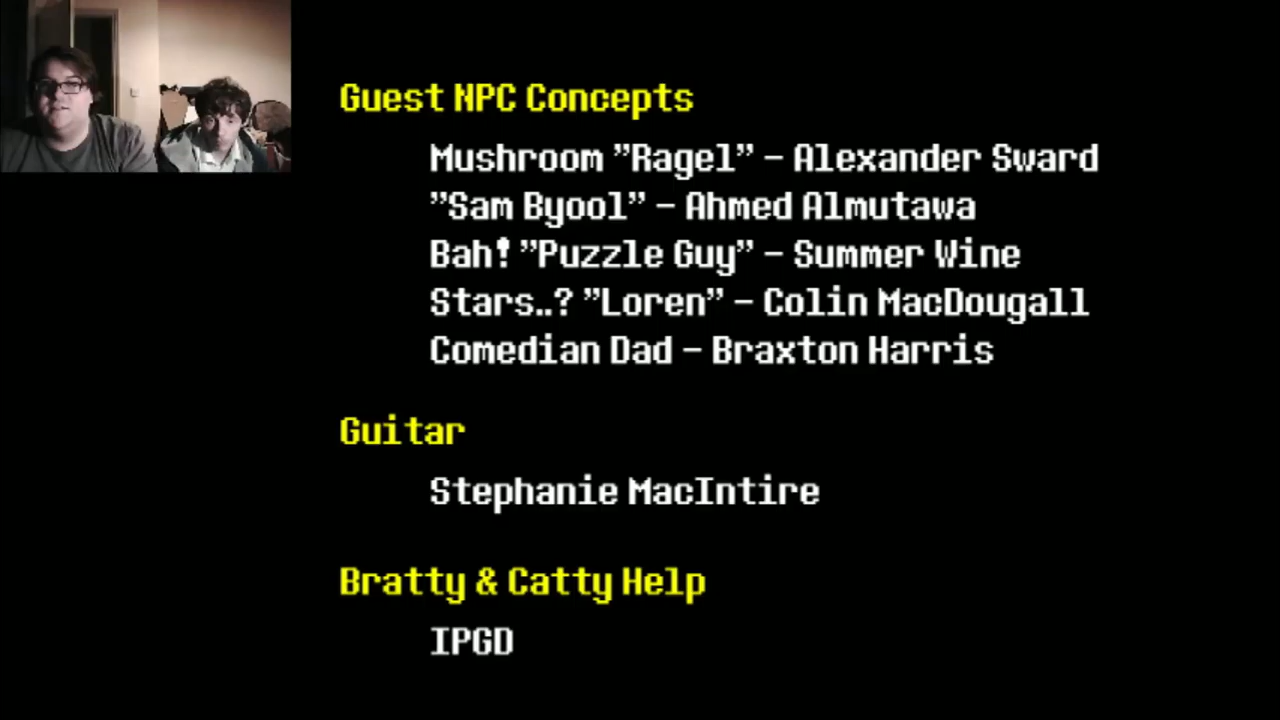 Guest NPC Concepts
Mushroom ”Ragel” - Alexander Sward
”Sam Byool” - Ahmed Almutawa
Bah! ”Puzzle Guy” - Summer Wine
Stars..? ”Loren” - Colin MacDougall
Comedian Dad - Braxton Harris
Guitar
Stephanie MacIntire
Bratty & Catty Help
IPGD